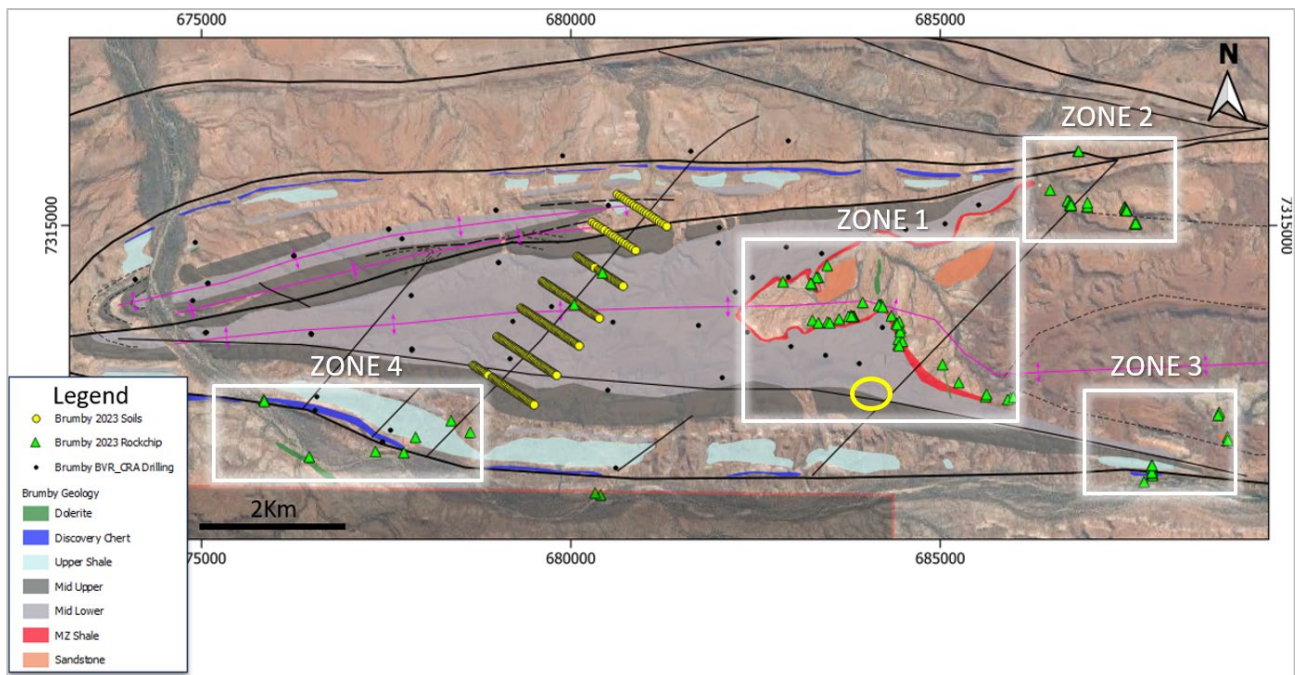 675000
680000
685000
N
ZONE 2
7315000
7315000
ZONE 1
ZONE 4
ZONE 3
Legend
Brumby 2023 Soils
Brumby 2023 Rockchip
Brumby BVR_CRA Drilling
Brumby Geology
Dolerite
Discovery Chert
Upper Shale
Mid Upper
Mid Lower
MZ Shale
Sandstone
2Km
75000
680000
685000